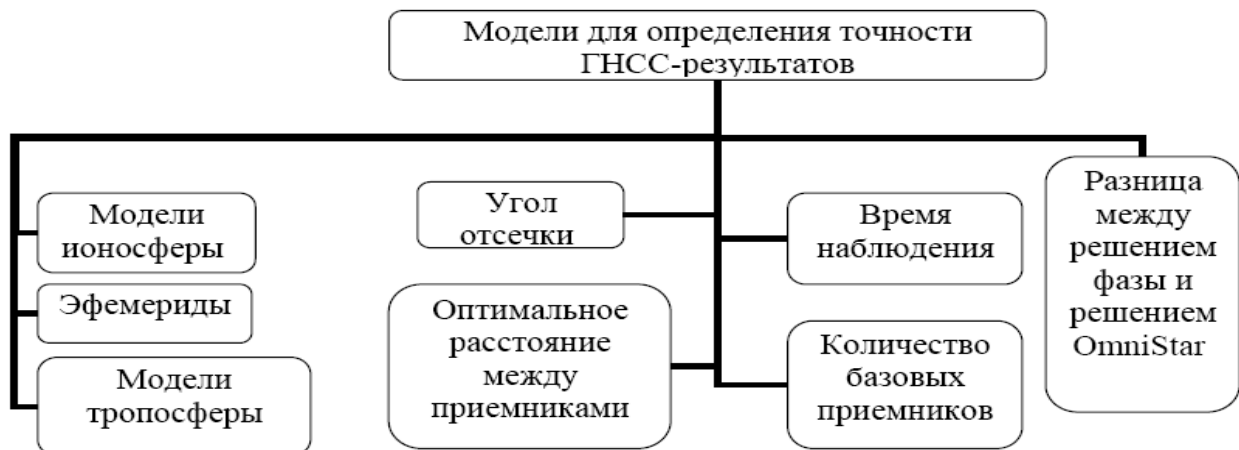 Модели для определения точности
ГНСС-результатов
Модели
ионосферы
Эфемериды
Модели
тропосферы
Угол
отсечки
Оптимальное
расстояние
между
приемниками
Время
наблюдения
Количество
базовых
приемников
Разница
между
решением
фазы и
решением
OmniStar